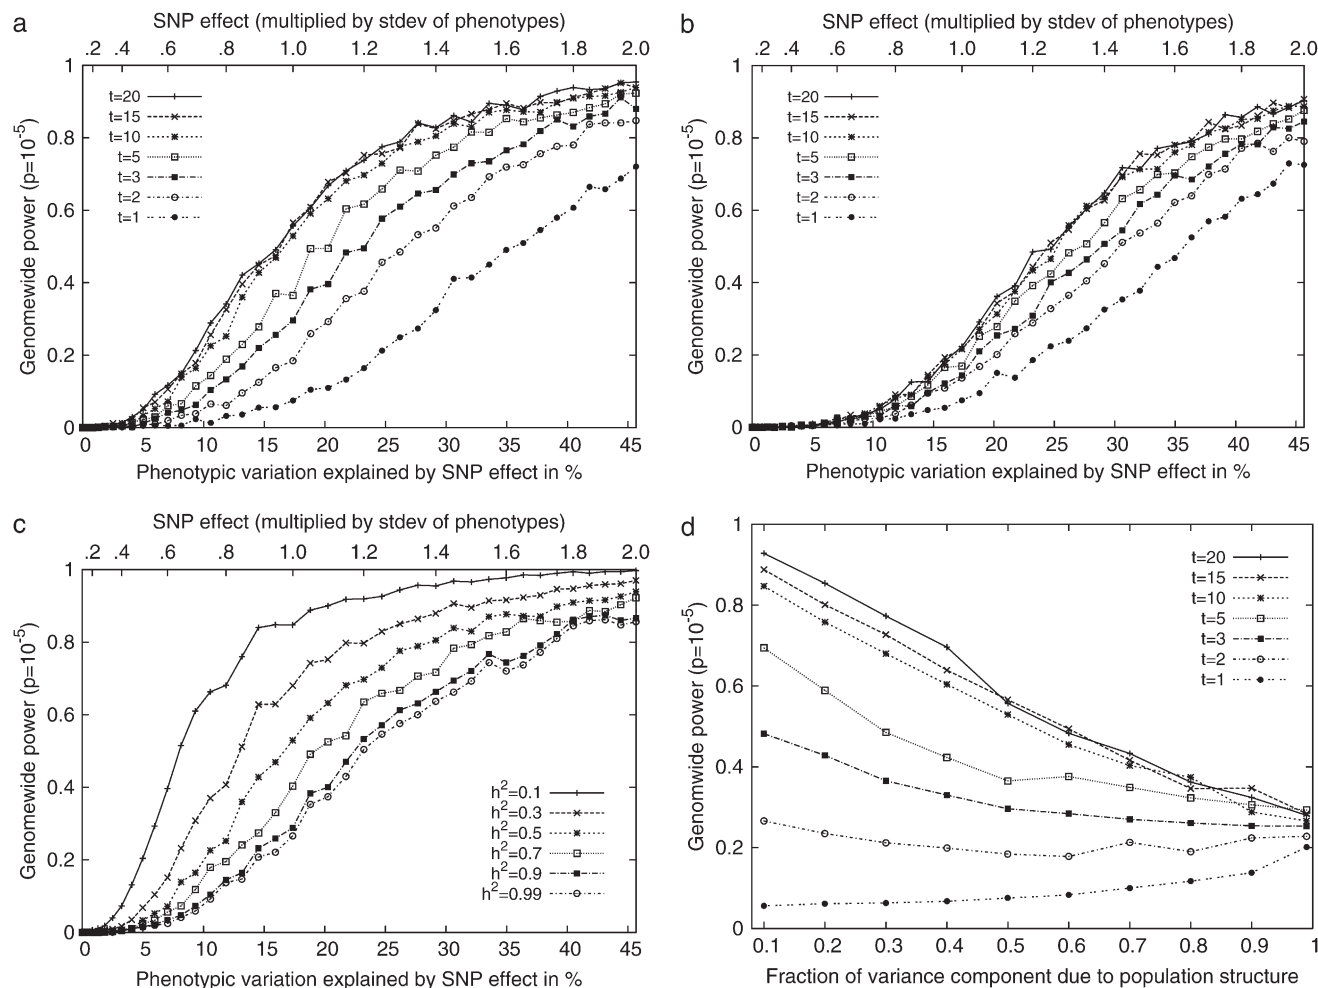 a
SNP effect (multiplied by stdev of phenotypes)
.2 .4 .6 .8 1.0 1.2 1.4 1.6 1.8 2.0
Genomewide power (p=10-5)
1
0.8
0.6
0.4
0.2
0
t=20
t=15
t=10
t=5
t=3
t=2
t=1
0 5 10 15 20 25 30 35 40 45
Phenotypic variation explained by SNP effect in %
b
SNP effect (multiplied by stdev of phenotypes)
.2 .4 .6 .8 1.0 1.2 1.4 1.6 1.8 2.0
Genomewide power (p=10-5)
1
0.8
0.6
0.4
0.2
0
t=20
t=15
t=10
t=5
t=3
t=2
t=1
0 5 10 15 20 25 30 35 40 45
Phenotypic variation explained by SNP effect in %
c
SNP effect (multiplied by stdev of phenotypes)
.2 .4 .6 .8 1.0 1.2 1.4 1.6 1.8 2.0
Genomewide power (p=10-5)
1
0.8
0.6
0.4
0.2
0
h2=0.1
h2=0.3
h2=0.5
h2=0.7
h2=0.9
h2=0.99
0 5 10 15 20 25 30 35 40 45
Phenotypic variation explained by SNP effect in %
d
Genomwide power (p=10-5)
1
0.8
0.6
0.4
0.2
0
t=20
t=15
t=10
t=5
t=3
t=2
t=1
0.1 0.2 0.3 0.4 0.5 0.6 0.7 0.8 0.9 1
Fraction of variance component due to population structure